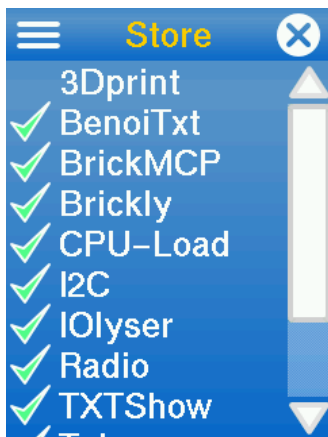 Store
3Dprint
BenoiTxt
BrickMCP
Brickly
CPU-Load
I2C
IOlyser
Radio
TXTShow